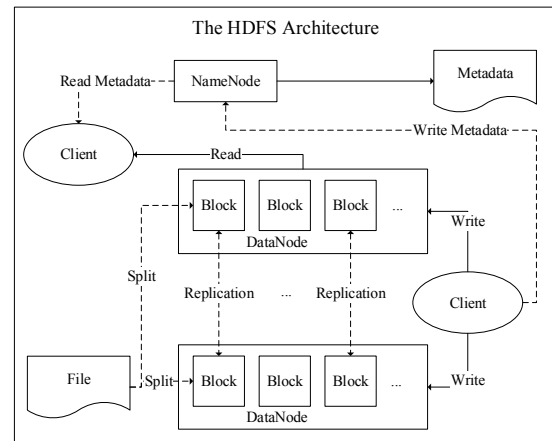 The HDFS Architecture
Read Metadata
NameNode
Metadata
Write Metadata
Client
Read
Block
Block
Block
...
DataNode
Write
Split
Replication
...
Replication
Client
File
Split
Block
Block
Block
...
Write
DataNode